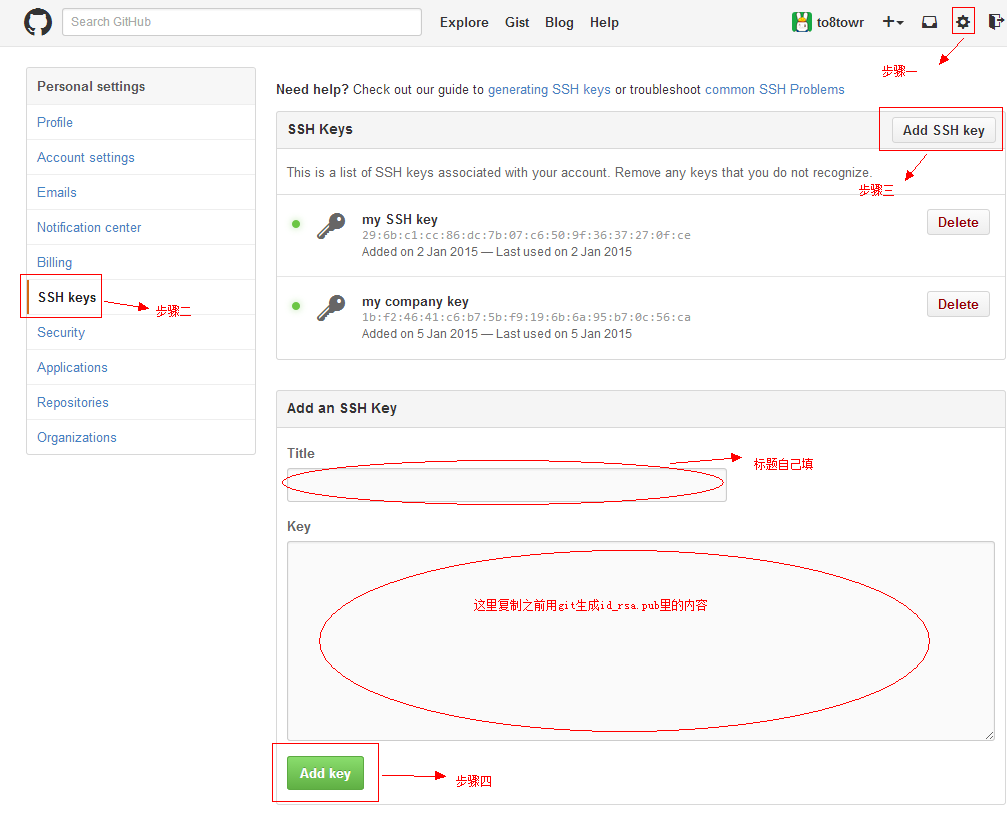 Search GitHub
Explore Gist Blog Help
to8towr
步骤一
Personal settings
Profile
Account settings
Emails
Notification center
Billing
SSH keys
步骤二
Security
Applications
Repositories
Organizations
Need help? Check out our guide to generating SSH keys or troubleshoot common SSH Problems
SSH Keys
Add SSH key
This is a list of SSH keys associated with your account. Remove any keys that you do not recognize.
步骤三
my SSH key
29:6b:c1:cc:86:dc:7b:07:c6:50:9f:36:37:27:0f:ce
Added on 2 Jan 2015 — Last used on 2 Jan 2015
Delete
my company key
1b:f2:46:41:c6:b7:5b:f9:19:6b:6a:95:b7:0c:56:ca
Added on 5 Jan 2015 — Last used on 5 Jan 2015
Delete
Add an SSH Key
Title
标题自己填
Key
这里复制之前用git生成id_rsa.pub里的内容
Add key
步骤四